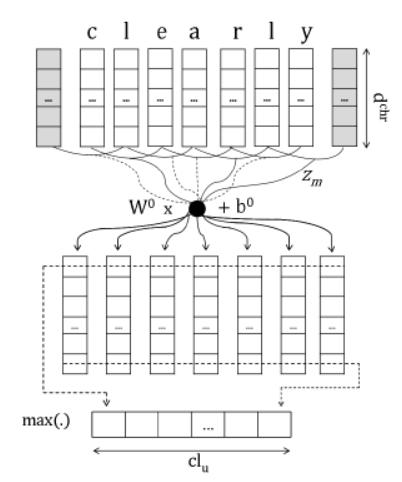 c l e a r l y
... ... ... ... ... ... ... ... ...
d^chr
z_m
W^0 x + b^0
... ... ... ... ... ... ...
max(.)
...
cl_u